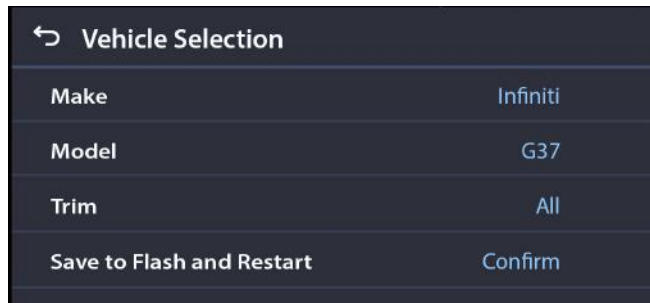 Vehicle Selection
Make Infiniti
Model G37
Trim All
Save to Flash and Restart Confirm